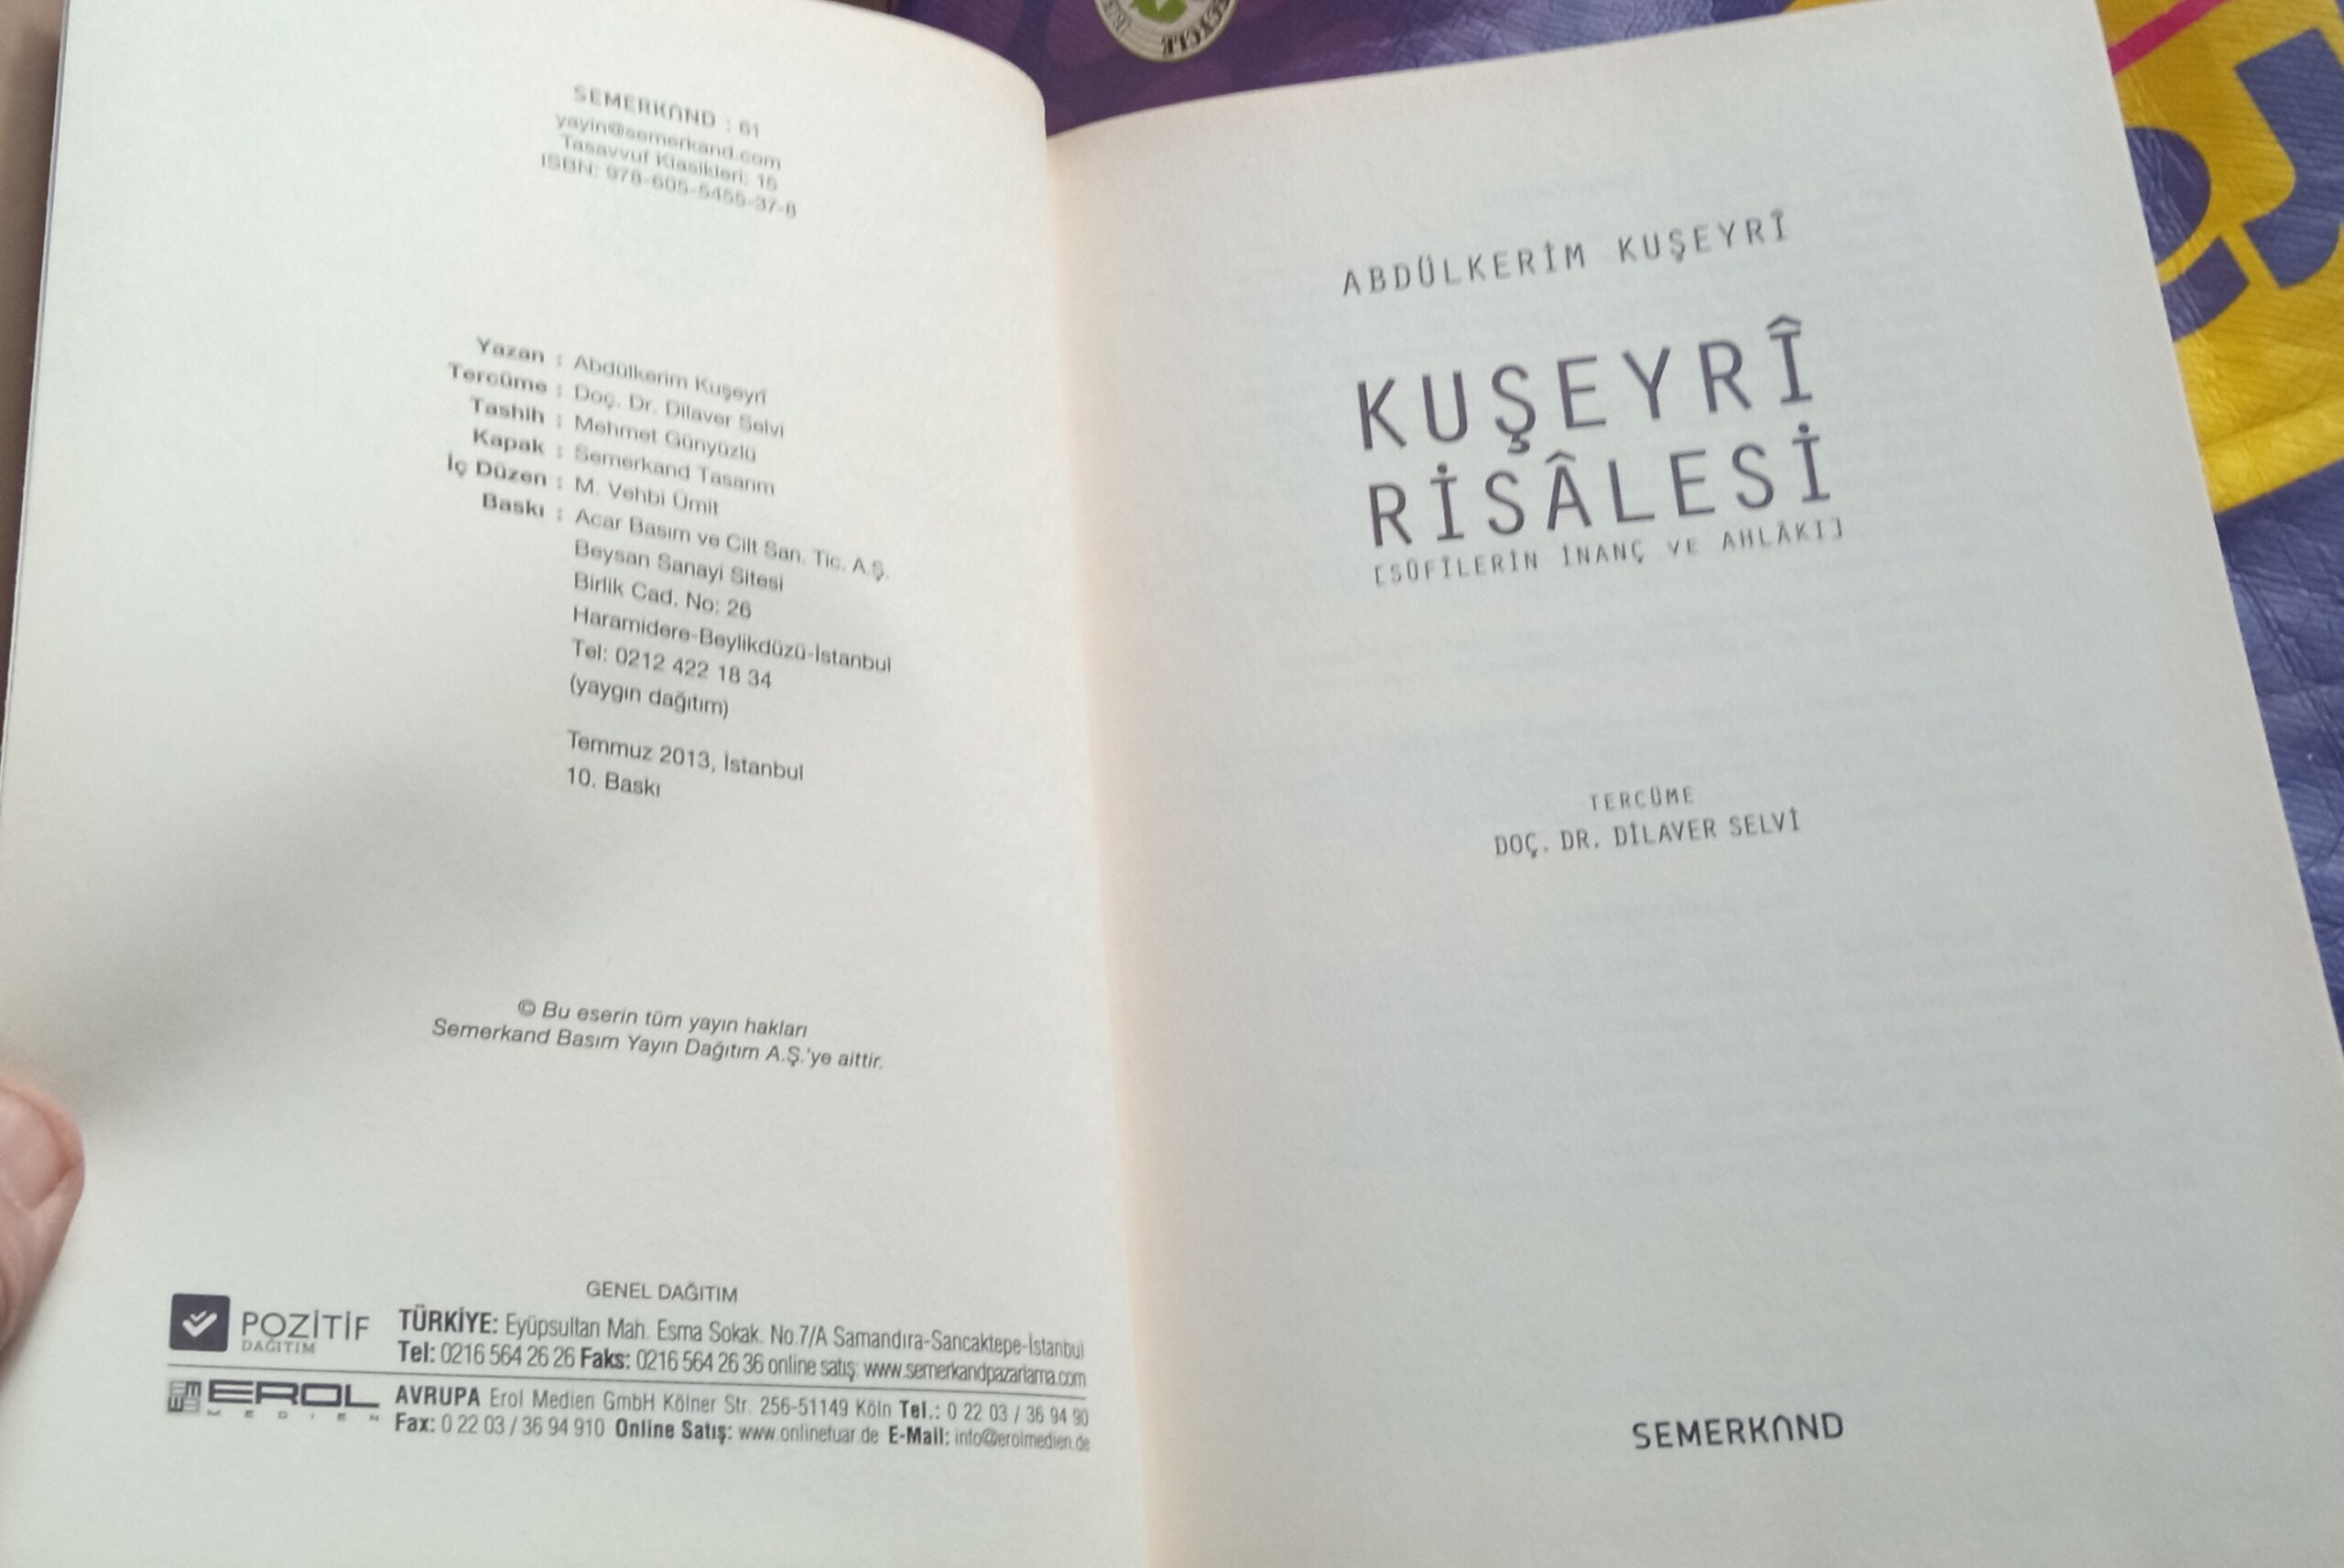 SEMERKAND : 61
yayin@semerkand.com
Tasavvuf Klasikleri: 15
ISBN: 978-605-5455-37-8
Yazan : Abdülkerim Kuşeyrî
Tercüme : Doç. Dr. Dilaver Selvi
Tashih : Mehmet Günyüzlü
Kapak : Semerkand Tasarım
İç Düzen : M. Vehbi Ümit
Baskı : Acar Basım ve Cilt San. Tic. A.Ş.
Beysan Sanayi Sitesi
Birlik Cad. No: 26
Haramidere-Beylikdüzü-İstanbul
Tel: 0212 422 18 34
(yaygın dağıtım)
Temmuz 2013, İstanbul
10. Baskı
© Bu eserin tüm yayın hakları
Semerkand Basım Yayın Dağıtım A.Ş.'ye aittir.
GENEL DAĞITIM
POZİTİF
DAĞITIM
TÜRKİYE: Eyüpsultan Mah. Esma Sokak. No.7/A Samandıra-Sancaktepe-İstanbul
Tel: 0216 564 26 26 Faks: 0216 564 26 36 online satış: www.semerkandpazarlama.com
EROL
MEDIEN
AVRUPA Erol Medien GmbH Kölner Str. 256-51149 Köln Tel.: 0 22 03 / 36 94 90
Fax: 0 22 03 / 36 94 910 Online Satış: www.onlinefuar.de E-Mail: info@erolmedien.de
ABDÜLKERİM KUŞEYRÎ
KUŞEYRÎ
RİSÂLESİ
[SÛFÎLERİN İNANÇ VE AHLÂKI]
TERCÜME
DOÇ. DR. DİLAVER SELVİ
SEMERKAND